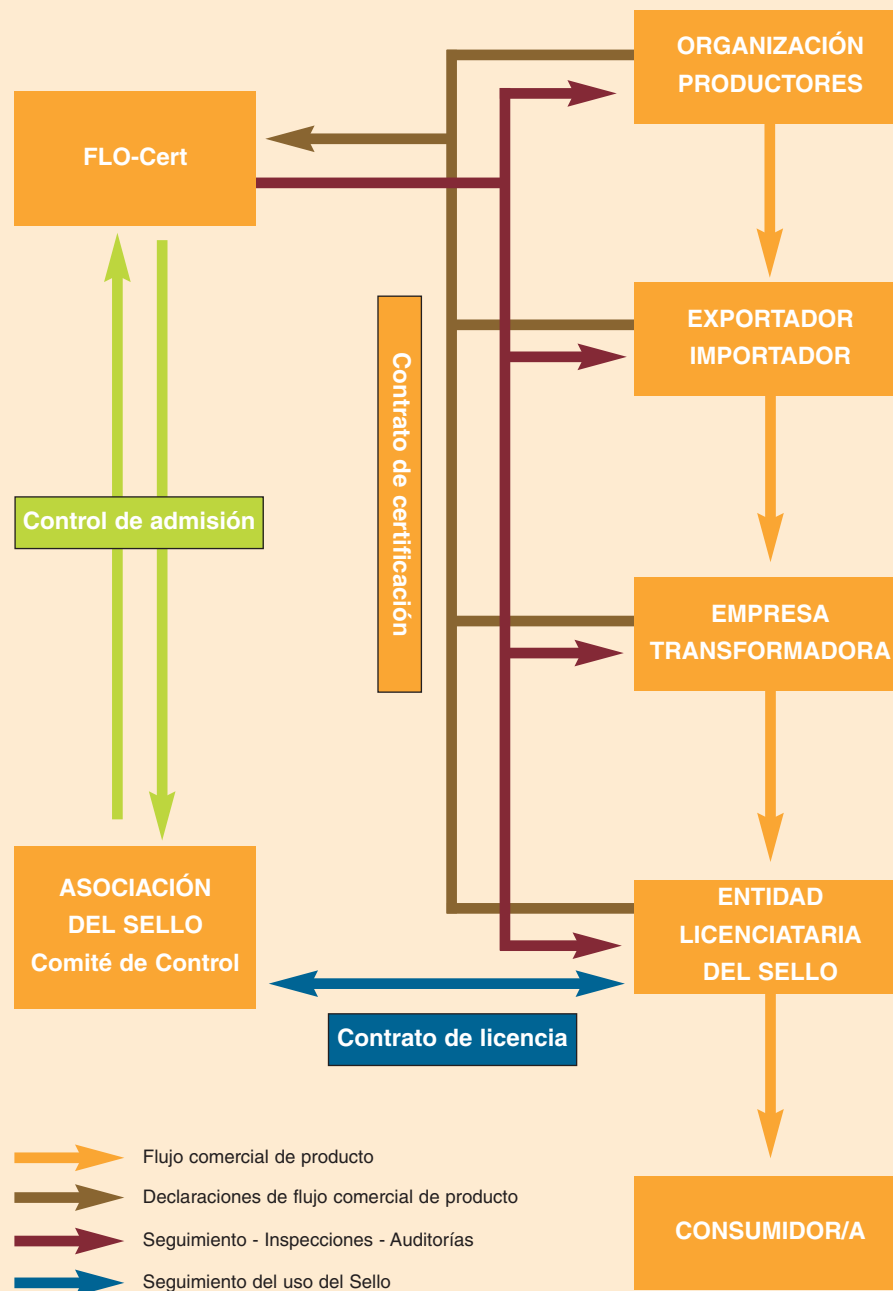 ORGANIZACIÓN
PRODUCTORES
FLO-Cert
EXPORTADOR
IMPORTADOR
Contrato de certificación
Control de admisión
EMPRESA
TRANSFORMADORA
ASOCIACIÓN
DEL SELLO
Comité de Control
ENTIDAD
LICENCIATARIA
DEL SELLO
Contrato de licencia
Flujo comercial de producto
Declaraciones de flujo comercial de producto
Seguimiento - Inspecciones - Auditorías
Seguimiento del uso del Sello
CONSUMIDOR/A